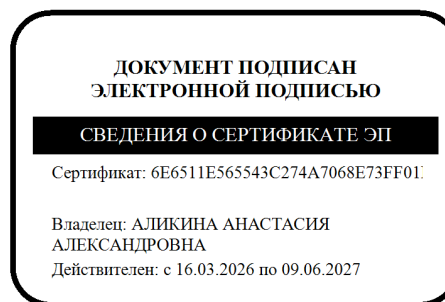 ДОКУМЕНТ ПОДПИСАН
ЭЛЕКТРОННОЙ ПОДПИСЬЮ
СВЕДЕНИЯ О СЕРТИФИКАТЕ ЭП
Сертификат: 6E6511E565543C274A7068E73FF01
Владелец: АЛИКИНА АНАСТАСИЯ
АЛЕКСАНДРОВНА
Действителен: с 16.03.2026 по 09.06.2027